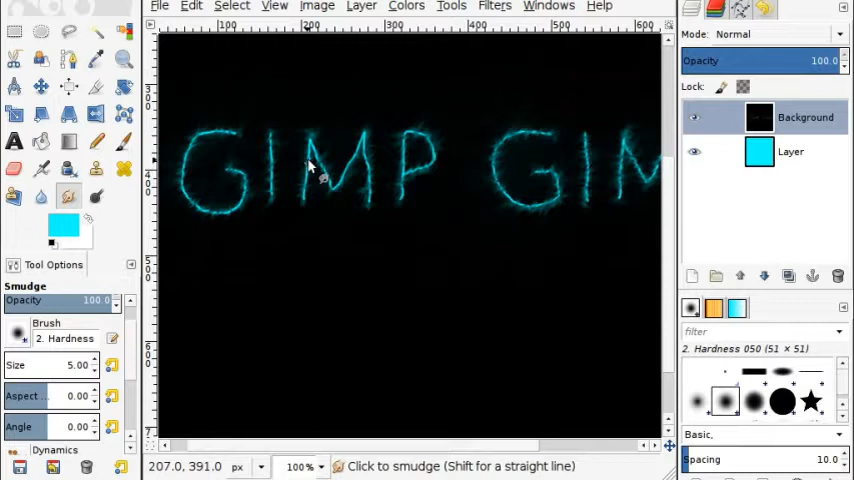 File Edit Select View Image Layer Colors Tools Filters Windows Help
100 200 300 400 500 600
Mode: Normal
Opacity 100.0
Lock:
Background
Layer
GIMP GIM
Tool Options
Smudge
Opacity 100.0
Brush
2. Hardness
Size 5.00
Aspect ... 0.00
Angle 0.00
Dynamics
filter
2. Hardness 050 (51 × 51)
Basic,
Spacing 10.0
207.0, 391.0 px 100% Click to smudge (Shift for a straight line)